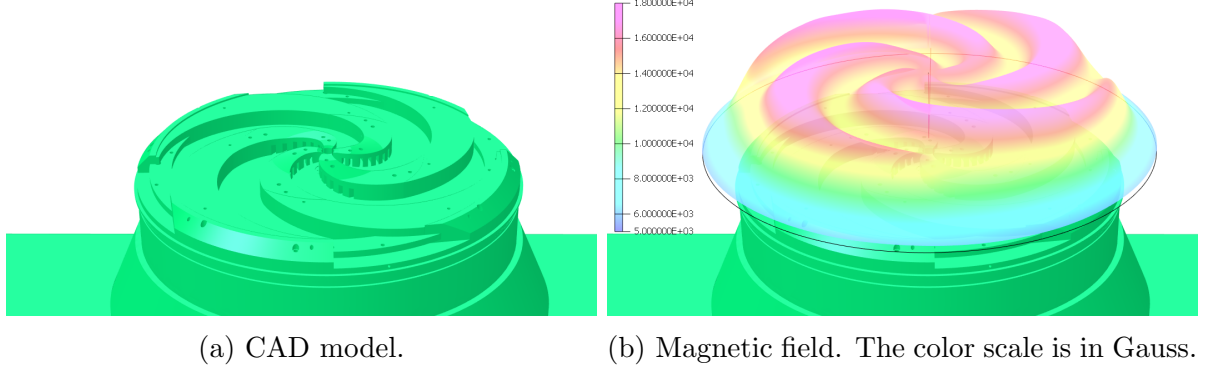 1.800000E+04
1.600000E+04
1.400000E+04
1.200000E+04
1.000000E+04
8.000000E+03
6.000000E+03
5.000000E+03
(a) CAD model.
(b) Magnetic field. The color scale is in Gauss.